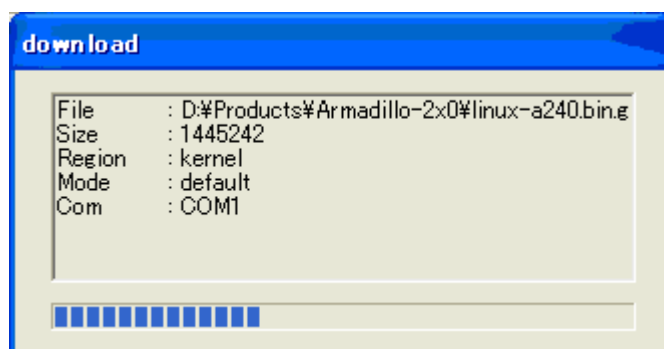 download
File : D:¥Products¥Armadillo-2x0¥linux-a240.bin.g
Size : 1445242
Region : kernel
Mode : default
Com : COM1